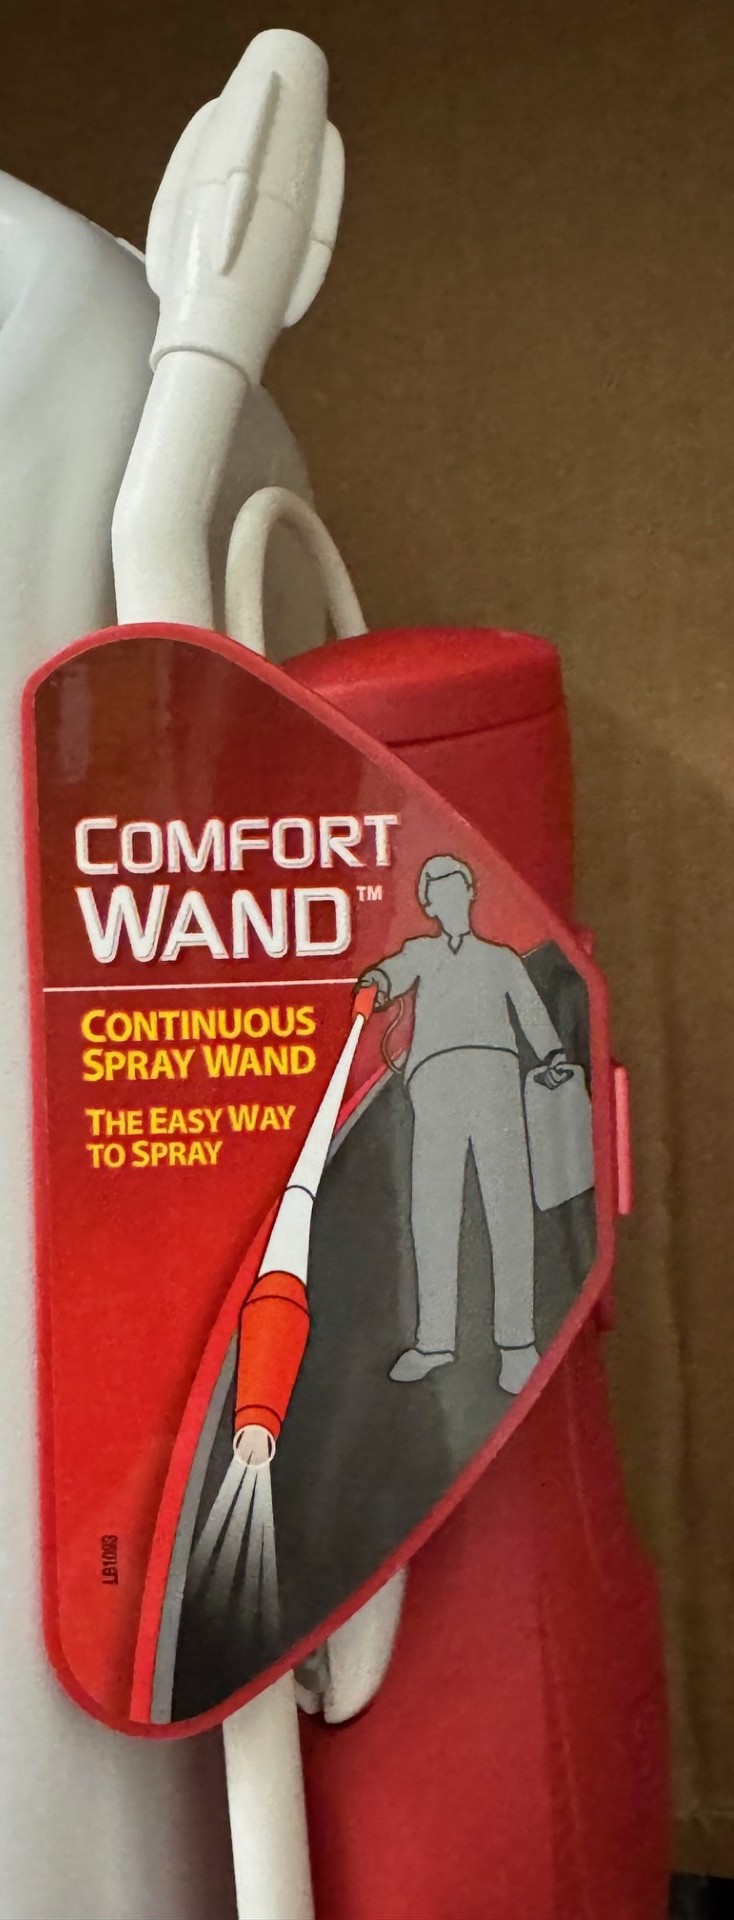 COMFORT
WAND™
CONTINUOUS
SPRAY WAND
THE EASY WAY
TO SPRAY
LB1093